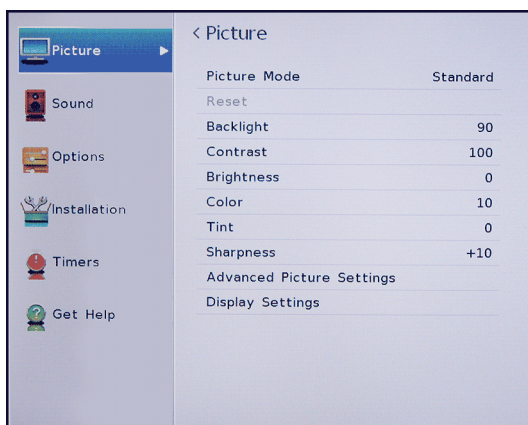 Picture
Sound
Options
Installation
Timers
Get Help
< Picture
Picture Mode Standard
Reset
Backlight 90
Contrast 100
Brightness 0
Color 10
Tint 0
Sharpness +10
Advanced Picture Settings
Display Settings